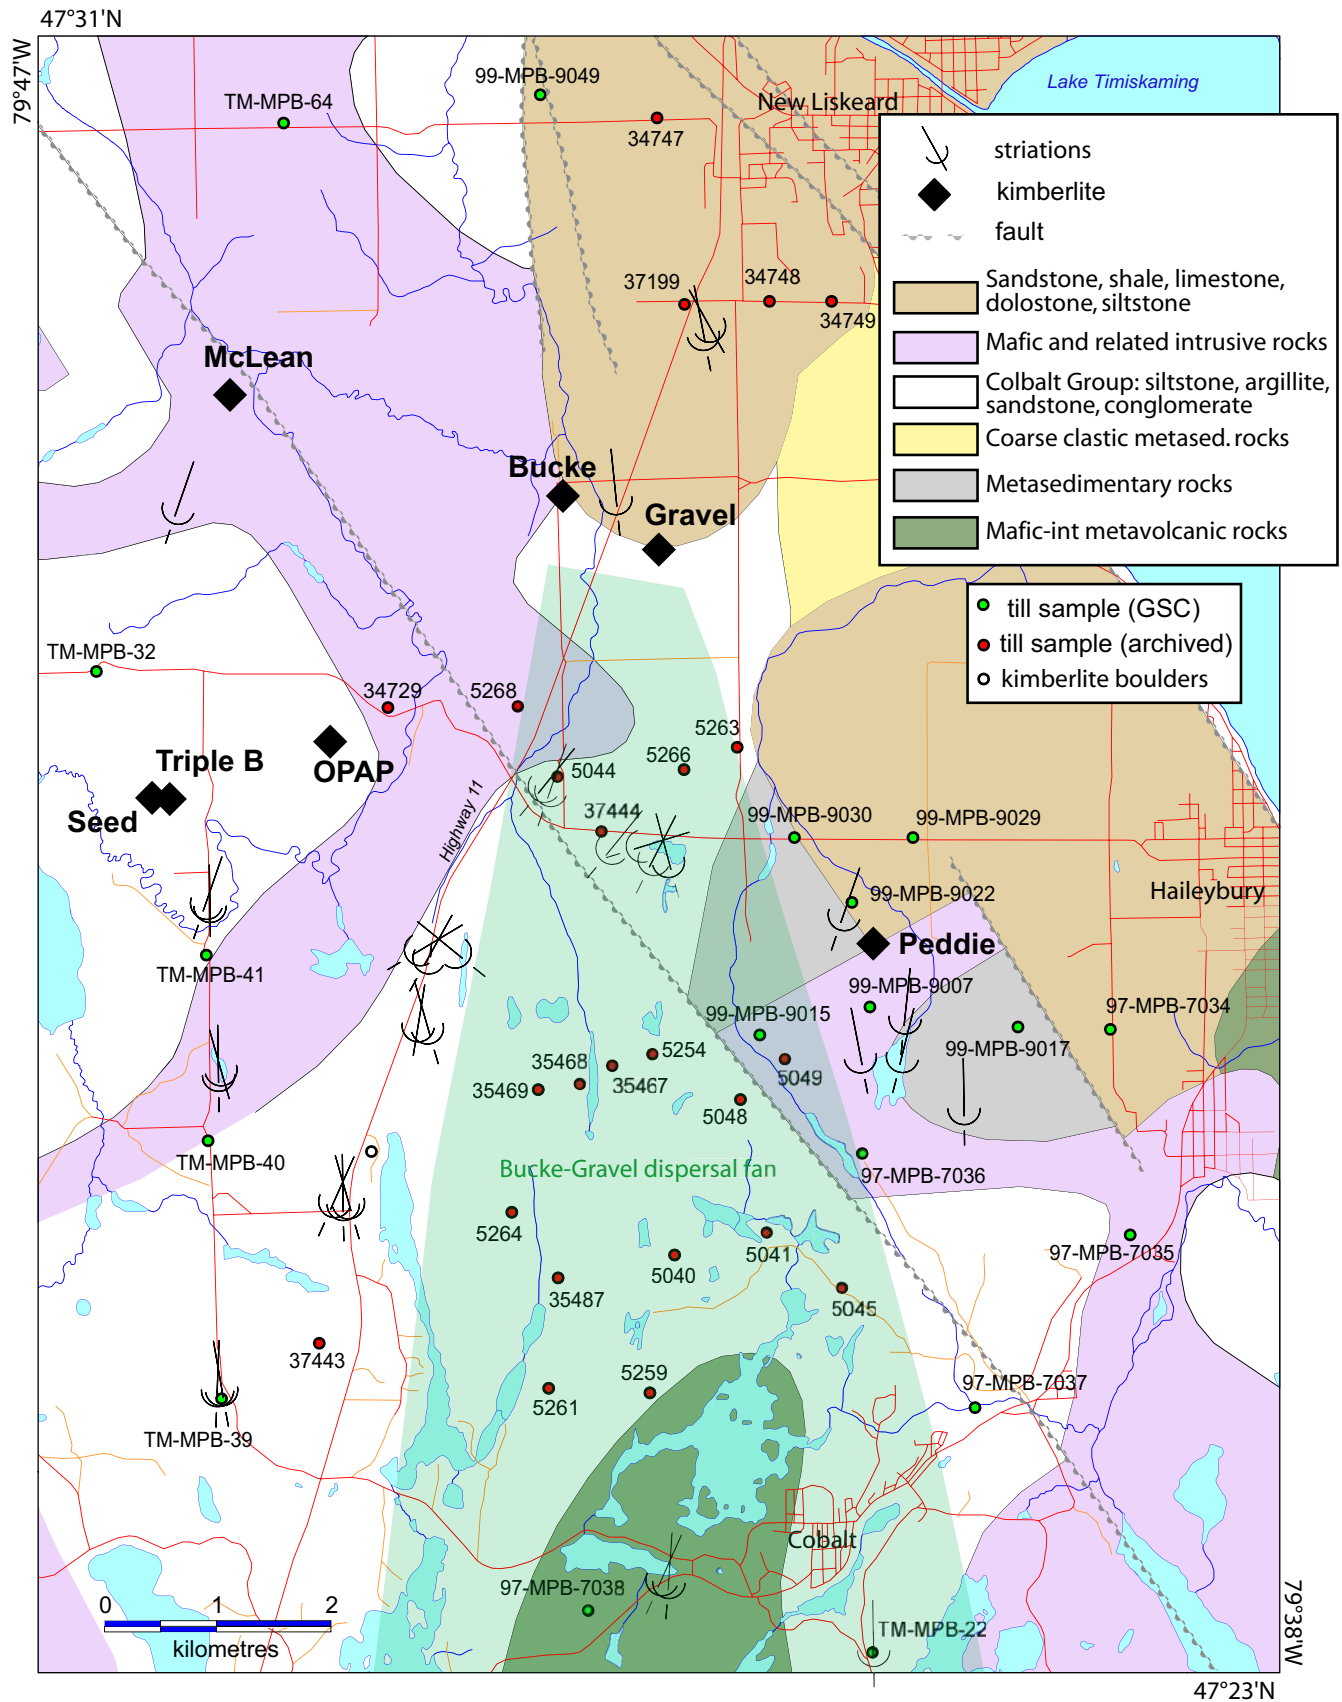 47°31'N
79°47'W
99-MPB-9049
TM-MPB-64
Lake Timiskaming
New Liskeard
34747
striations
kimberlite
fault
Sandstone, shale, limestone,
dolostone, siltstone
Mafic and related intrusive rocks
Colbalt Group: siltstone, argillite,
sandstone, conglomerate
Coarse clastic metased. rocks
Metasedimentary rocks
Mafic-int metavolcanic rocks
37199
34748
34749
McLean
Bucke
Gravel
till sample (GSC)
till sample (archived)
kimberlite boulders
TM-MPB-32
34729
5268
5263
5266
Triple B
OPAP
Seed
5044
Highway 11
37444
99-MPB-9030
99-MPB-9029
99-MPB-9022
Haileybury
Peddie
TM-MPB-41
99-MPB-9007
99-MPB-9015
97-MPB-7034
99-MPB-9017
35468
5254
35469
35467
5049
5048
TM-MPB-40
Bucke-Gravel dispersal fan
97-MPB-7036
5264
5041
97-MPB-7035
5040
35487
5045
37443
5259
97-MPB-7037
5261
TM-MPB-39
Cobalt
97-MPB-7038
0 1 2
kilometres
TM-MPB-22
79°38'W
47°23'N